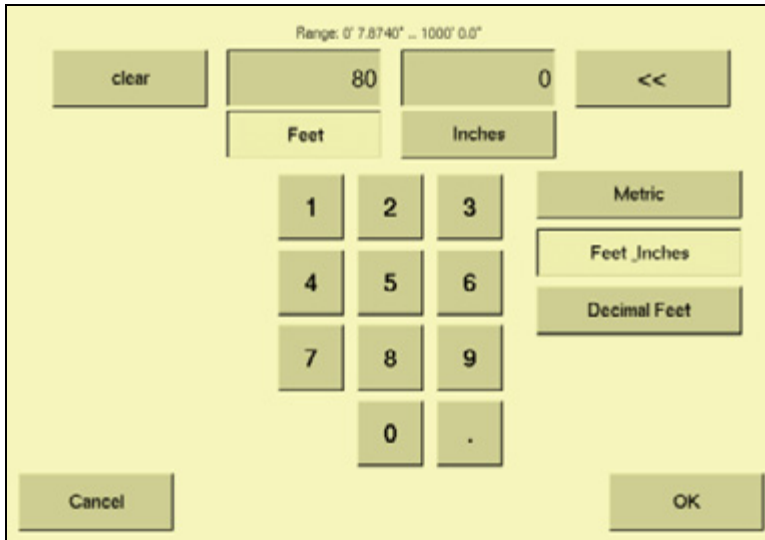 Range: 0' 7.8740" ... 1000' 0.0"
clear 80 0 <<
Feet Inches
1 2 3 Metric
Feet_Inches
4 5 6
Decimal Feet
7 8 9
0 .
Cancel OK